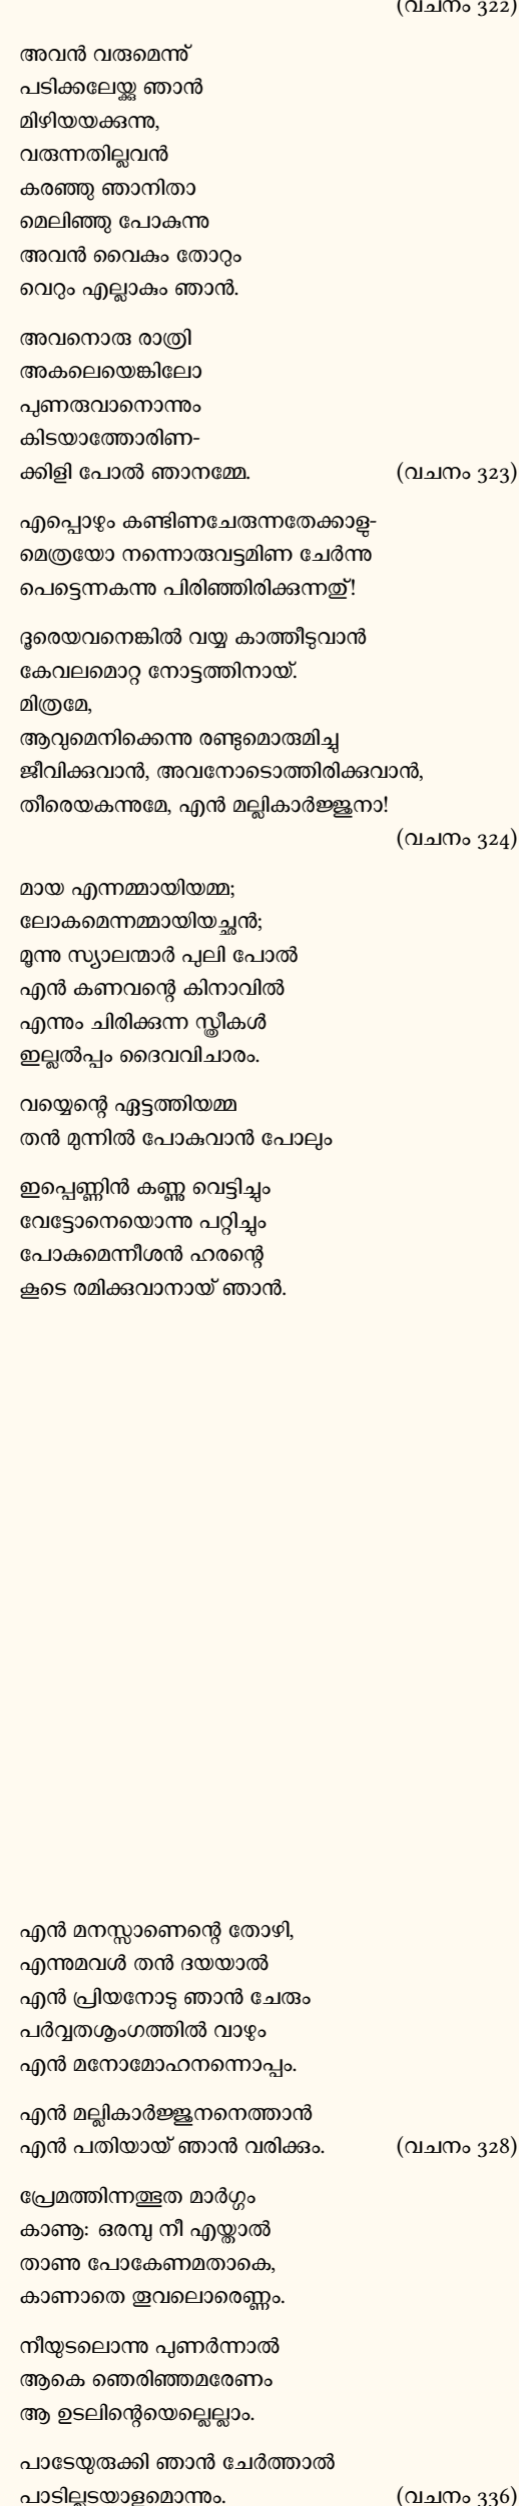 (വചനം 322)
അവൻ വരുമെന്നു്
പടിക്കലേയ്ക്കു ഞാൻ
മിഴിയയക്കുന്നു,
വരുന്നതില്ലവൻ
കരഞ്ഞു ഞാനിതാ
മെലിഞ്ഞു പോകുന്നു
അവൻ വൈകും തോറും
വെറും എല്ലാകും ഞാൻ.
അവനൊരു രാത്രി
അകലെയെങ്കിലോ
പുണരുവാനൊന്നും
കിടയാത്തോരിണ-
ക്കിളി പോൽ ഞാനമ്മേ. (വചനം 323)
എപ്പൊഴും കണ്ടിണചേരുന്നതേക്കാളു-
മെത്രയോ നന്നൊരുവട്ടമിണ ചേർന്നു
പെട്ടെന്നകന്നു പിരിഞ്ഞിരിക്കുന്നതു്!
ദൂരെയവനെങ്കിൽ വയ്യ കാത്തീടുവാൻ
കേവലമൊറ്റ നോട്ടത്തിനായ്.
മിത്രമേ,
ആവുമെനിക്കെന്നു രണ്ടുമൊരുമിച്ചു
ജീവിക്കുവാൻ, അവനോടൊത്തിരിക്കുവാൻ,
തീരെയകന്നുമേ, എൻ മല്ലികാർജ്ജുനാ!
(വചനം 324)
മായ എന്നമ്മായിയമ്മ;
ലോകമെന്നമ്മായിയച്ഛൻ;
മൂന്നു സ്യാലന്മാർ പുലി പോൽ
എൻ കണവന്റെ കിനാവിൽ
എന്നും ചിരിക്കുന്ന സ്ത്രീകൾ
ഇല്ലൽപ്പം ദൈവവിചാരം.
വയ്യെന്റെ ഏട്ടത്തിയമ്മ
തൻ മുന്നിൽ പോകുവാൻ പോലും
ഇപ്പെണ്ണിൻ കണ്ണു വെട്ടിച്ചും
വേട്ടോനെയൊന്നു പറ്റിച്ചും
പോകുമെന്നീശൻ ഹരന്റെ
കൂടെ രമിക്കുവാനായ് ഞാൻ.
എൻ മനസ്സാണെന്റെ തോഴി,
എന്നുമവൾ തൻ ദയയാൽ
എൻ പ്രിയനോടു ഞാൻ ചേരും
പർവ്വതശൃംഗത്തിൽ വാഴും
എൻ മനോമോഹനന്നൊപ്പം.
എൻ മല്ലികാർജ്ജുനനെത്താൻ
എൻ പതിയായ് ഞാൻ വരിക്കും. (വചനം 328)
പ്രേമത്തിന്നത്ഭുത മാർഗ്ഗം
കാണൂ: ഒരമ്പു നീ എയ്താൽ
താണു പോകേണമതാകെ,
കാണാതെ തൂവലൊരെണ്ണം.
നീയുടലൊന്നു പുണർന്നാൽ
ആകെ ഞെരിഞ്ഞമരേണം
ആ ഉടലിന്റെയെല്ലെല്ലാം.
പാടേയുരുക്കി ഞാൻ ചേർത്താൽ
പാടില്ലടയാളമൊന്നും. (വചനം 336)